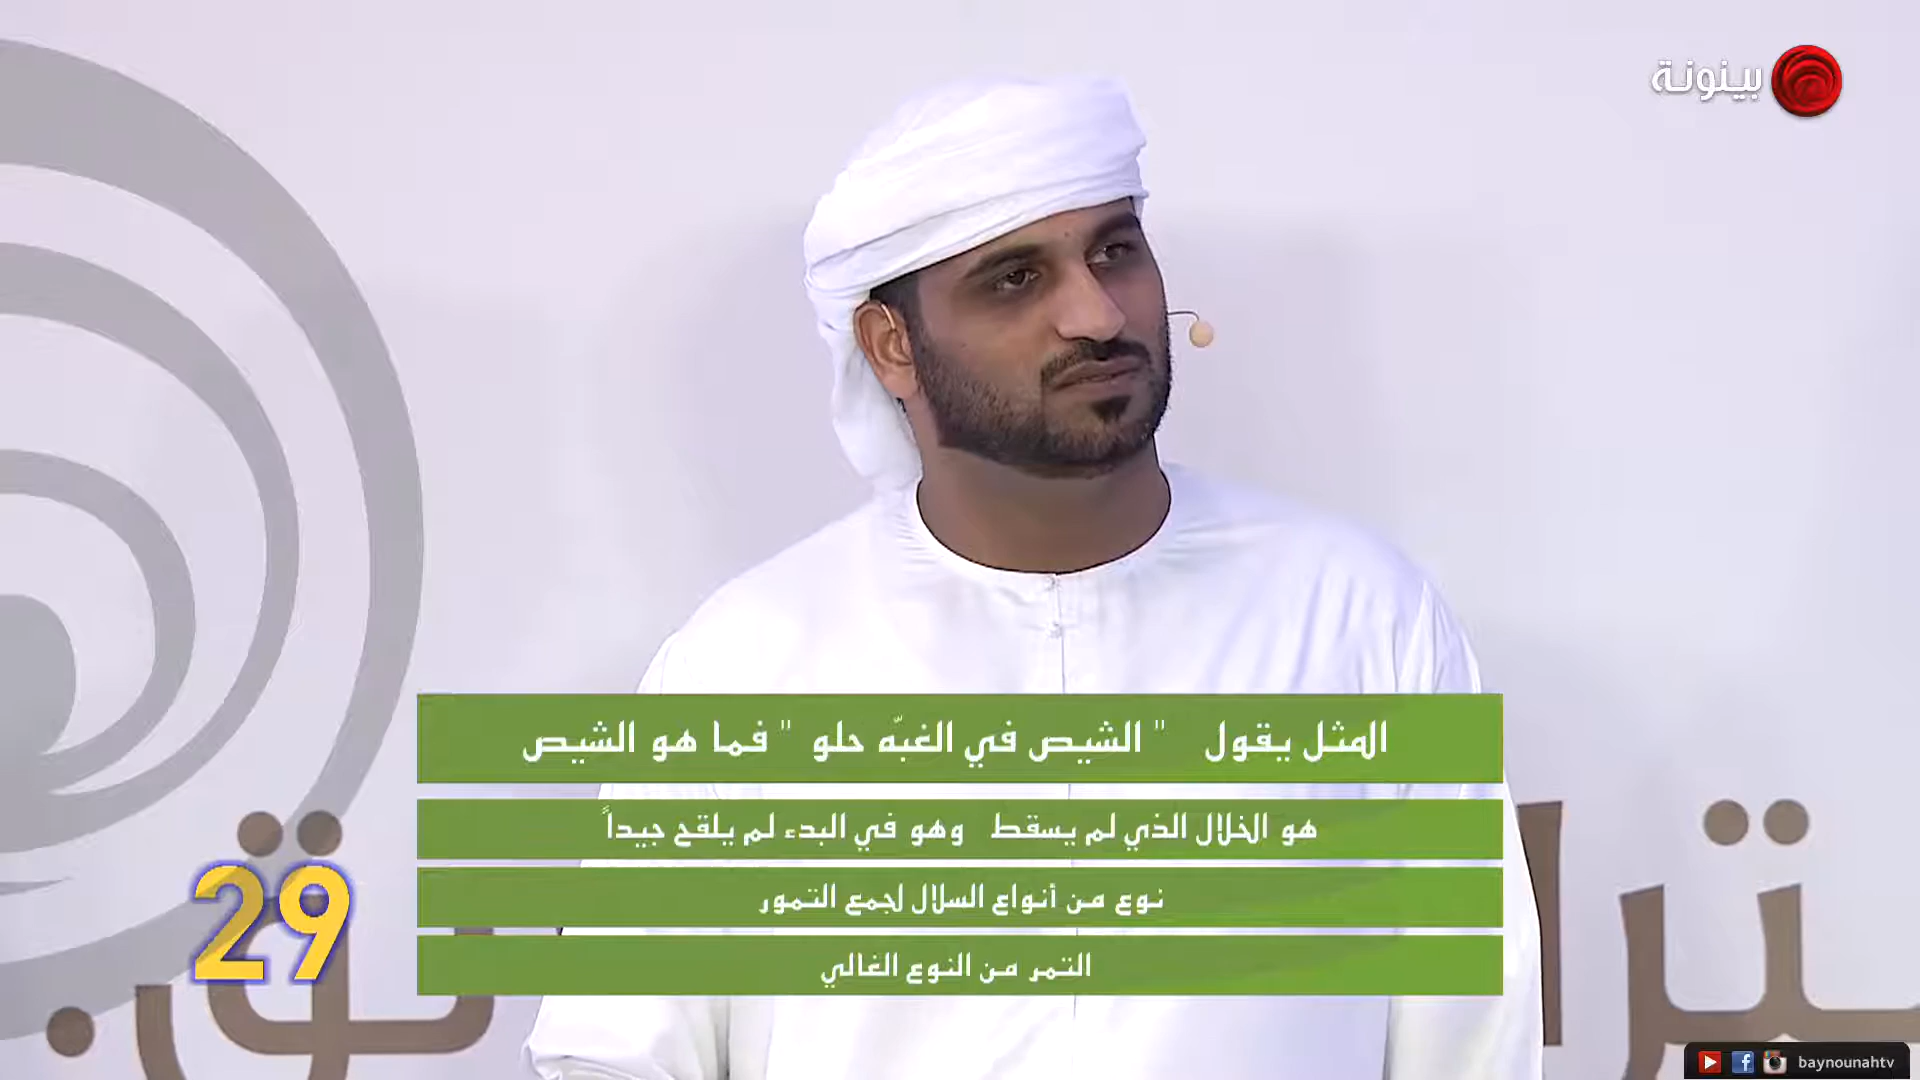 بينونة
المثل يقول " الشيص في الغبّه حلو " فما هو الشيص
هو الخلال الذي لم يسقط وهو في البدء لم يلقح جيداً
نوع من أنواع السلال لجمع التمور
التمر من النوع الغالي
29
baynounahtv